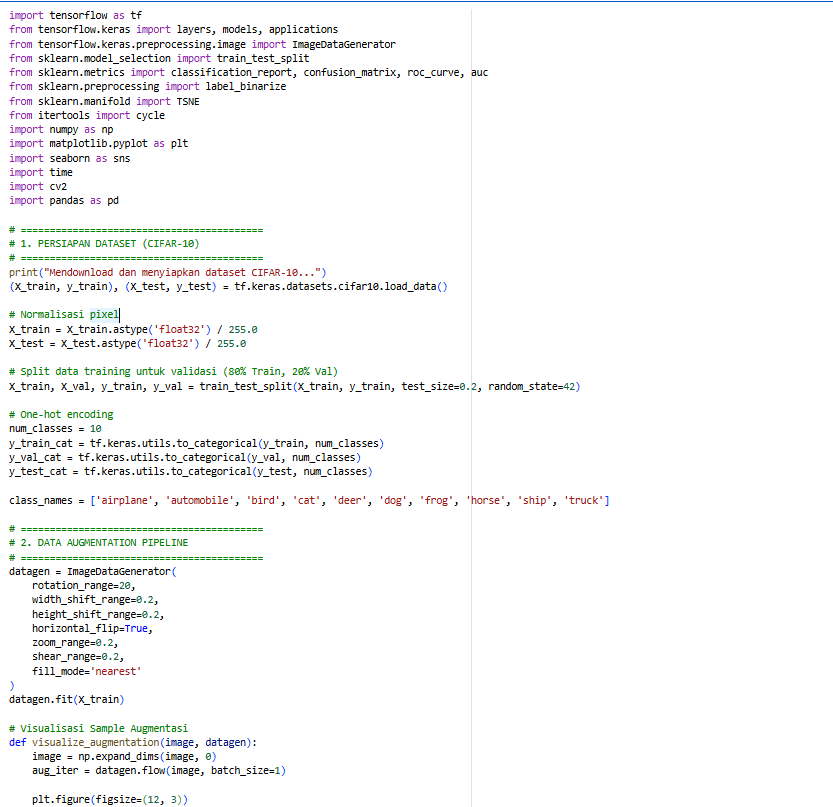 import tensorflow as tf
from tensorflow.keras import layers, models, applications
from tensorflow.keras.preprocessing.image import ImageDataGenerator
from sklearn.model_selection import train_test_split
from sklearn.metrics import classification_report, confusion_matrix, roc_curve, auc
from sklearn.preprocessing import label_binarize
from sklearn.manifold import TSNE
from itertools import cycle
import numpy as np
import matplotlib.pyplot as plt
import seaborn as sns
import time
import cv2
import pandas as pd

# ==========================================
# 1. PERSIAPAN DATASET (CIFAR-10)
# ==========================================
print("Mendownload dan menyiapkan dataset CIFAR-10...")
(X_train, y_train), (X_test, y_test) = tf.keras.datasets.cifar10.load_data()

# Normalisasi pixel
X_train = X_train.astype('float32') / 255.0
X_test = X_test.astype('float32') / 255.0

# Split data training untuk validasi (80% Train, 20% Val)
X_train, X_val, y_train, y_val = train_test_split(X_train, y_train, test_size=0.2, random_state=42)

# One-hot encoding
num_classes = 10
y_train_cat = tf.keras.utils.to_categorical(y_train, num_classes)
y_val_cat = tf.keras.utils.to_categorical(y_val, num_classes)
y_test_cat = tf.keras.utils.to_categorical(y_test, num_classes)

class_names = ['airplane', 'automobile', 'bird', 'cat', 'deer', 'dog', 'frog', 'horse', 'ship', 'truck']

# ==========================================
# 2. DATA AUGMENTATION PIPELINE
# ==========================================
datagen = ImageDataGenerator(
    rotation_range=20,
    width_shift_range=0.2,
    height_shift_range=0.2,
    horizontal_flip=True,
    zoom_range=0.2,
    shear_range=0.2,
    fill_mode='nearest'
)
datagen.fit(X_train)

# Visualisasi Sample Augmentasi
def visualize_augmentation(image, datagen):
    image = np.expand_dims(image, 0)
    aug_iter = datagen.flow(image, batch_size=1)

    plt.figure(figsize=(12, 3))